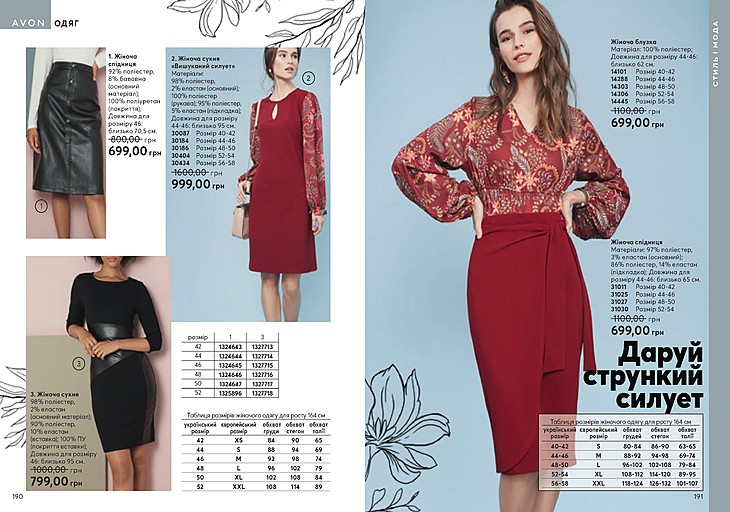 AVON ОДЯГ
1. Жіноча
спідниця
92% поліестер,
8% бавовна
(основний
матеріал);
100% поліуретан
(покриття).
Довжина для
розміру 46:
близько 70,5 см.
800,00 грн
699,00 грн
1
2. Жіноча сукня
«Вишуканий силует»
Матеріали:
98% поліестер,
2% еластан (основний);
100% поліестер
(рукава); 95% поліестер,
5% еластан (підкладка);
Довжина для розміру
44-46: близько 95 см.
30087 Розмір 40-42
30184 Розмір 44-46
30186 Розмір 48-50
30404 Розмір 52-54
30434 Розмір 56-58
1600,00 грн
999,00 грн
2
3
3. Жіноча сукня
98% поліестер,
2% еластан
(основний матеріал);
90% поліестер,
10% еластан
(вставка); 100% ПУ
(покриття вставки);
Довжина для розміру
46: близько 95 см.
1000,00 грн
799,00 грн
розмір 1 3
42 1324643 1327713
44 1324644 1327714
46 1324645 1327715
48 1324646 1327716
50 1324647 1327717
52 1325896 1327718
Таблиця розмірів жіночого одягу для росту 164 см
український розмір європейський розмір обхват груди обхват стегон обхват талії
42 XS 84 90 65
44 S 88 94 69
46 M 92 98 74
48 L 96 102 79
50 XL 102 108 84
52 XXL 108 114 89
190
СТИЛЬ І МОДА
Жіноча блузка
Матеріали: 100% поліестер;
Довжина для розміру 44-46:
близько 62 см.
14101 Розмір 40-42
14288 Розмір 44-46
14303 Розмір 48-50
14306 Розмір 52-54
14445 Розмір 56-58
1100,00 грн
699,00 грн
Жіноча спідниця
Матеріали: 97% поліестер,
3% еластан (основний);
86% поліестер, 14% еластан
(підкладка); Довжина для
розміру 44-46: близько 65 см.
31011 Розмір 40-42
31025 Розмір 44-46
31027 Розмір 48-50
31030 Розмір 52-54
1100,00 грн
699,00 грн
Даруй
стрункий
силует
Таблиця розмірів жіночого одягу для росту 164 см
український розмір європейський розмір обхват грудей обхват стегон обхват талії
40-42 S 80-84 86-90 63-65
44-46 M 88-92 94-98 69-74
48-50 L 96-102 102-108 79-84
52-54 XL 108-112 114-120 89-95
56-58 XXL 118-124 126-132 101-107
191